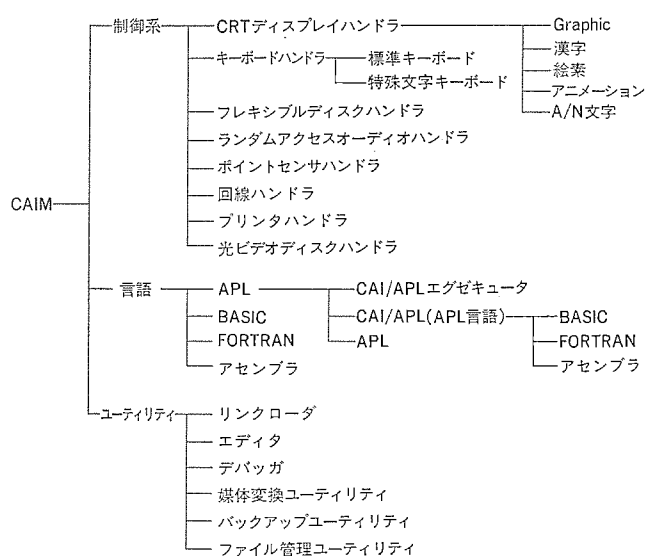 制御系 CRTディスプレイハンドラ Graphic
漢字
キーボードハンドラ 標準キーボード 絵素
特殊文字キーボード アニメーション
フレキシブルディスクハンドラ A/N文字
ランダムアクセスオーディオハンドラ
ポイントセンサハンドラ
回線ハンドラ
CAIM
プリンタハンドラ
光ビデオディスクハンドラ
言語 APL CAI/APLエグゼキュータ
BASIC CAI/APL(APL言語) BASIC
FORTRAN APL FORTRAN
アセンブラ アセンブラ
ユーティリティ リンクローダ
エディタ
デバッガ
媒体変換ユーティリティ
バックアップユーティリティ
ファイル管理ユーティリティ